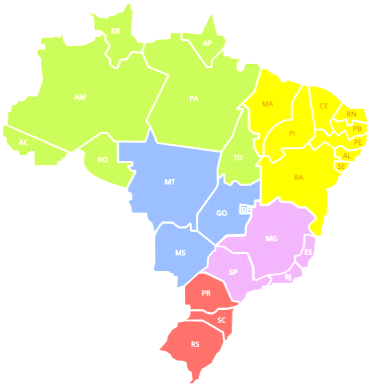 RR
AP
AM
PA
MA
CE
RN
PB
PI
PE
AC
RO
TO
AL
SE
BA
MT
GO
DF
MG
MS
ES
SP
RJ
PR
SC
RS